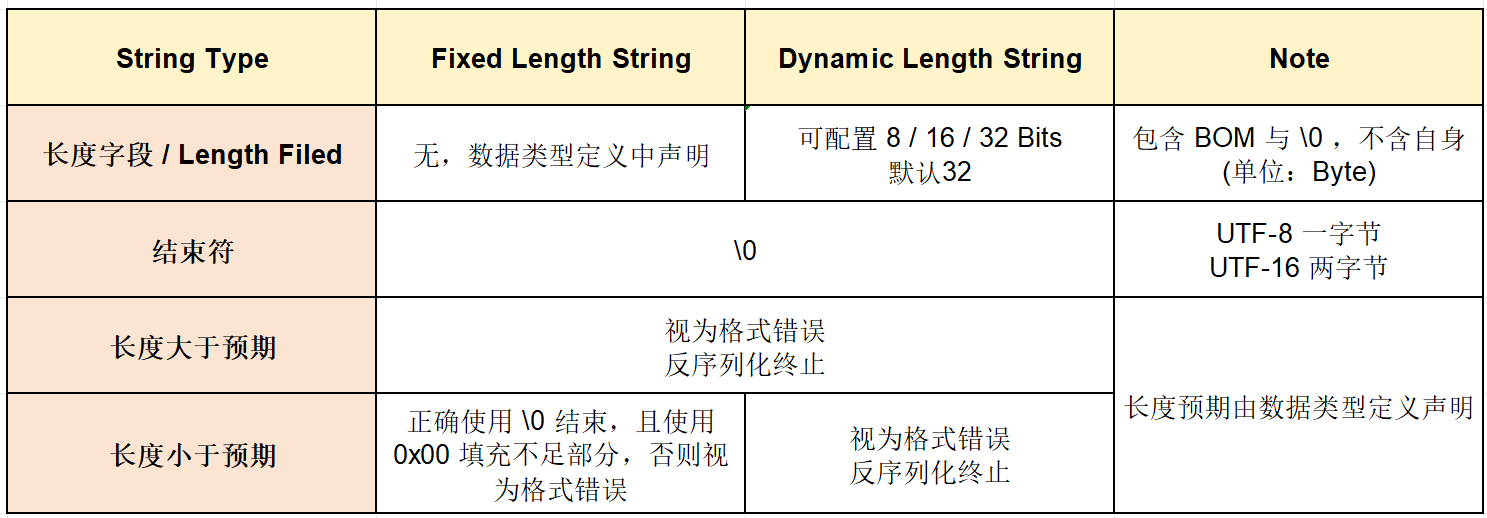 String Type
Fixed Length String
Dynamic Length String
Note
长度字段 / Length Filed
无，数据类型定义中声明
可配置 8 / 16 / 32 Bits
默认32
包含 BOM 与 \0 ，不含自身
(单位：Byte)
结束符
\0
UTF-8 一字节
UTF-16 两字节
长度大于预期
视为格式错误
反序列化终止
长度预期由数据类型定义声明
长度小于预期
正确使用 \0 结束，且使用
0x00 填充不足部分，否则视
为格式错误
视为格式错误
反序列化终止